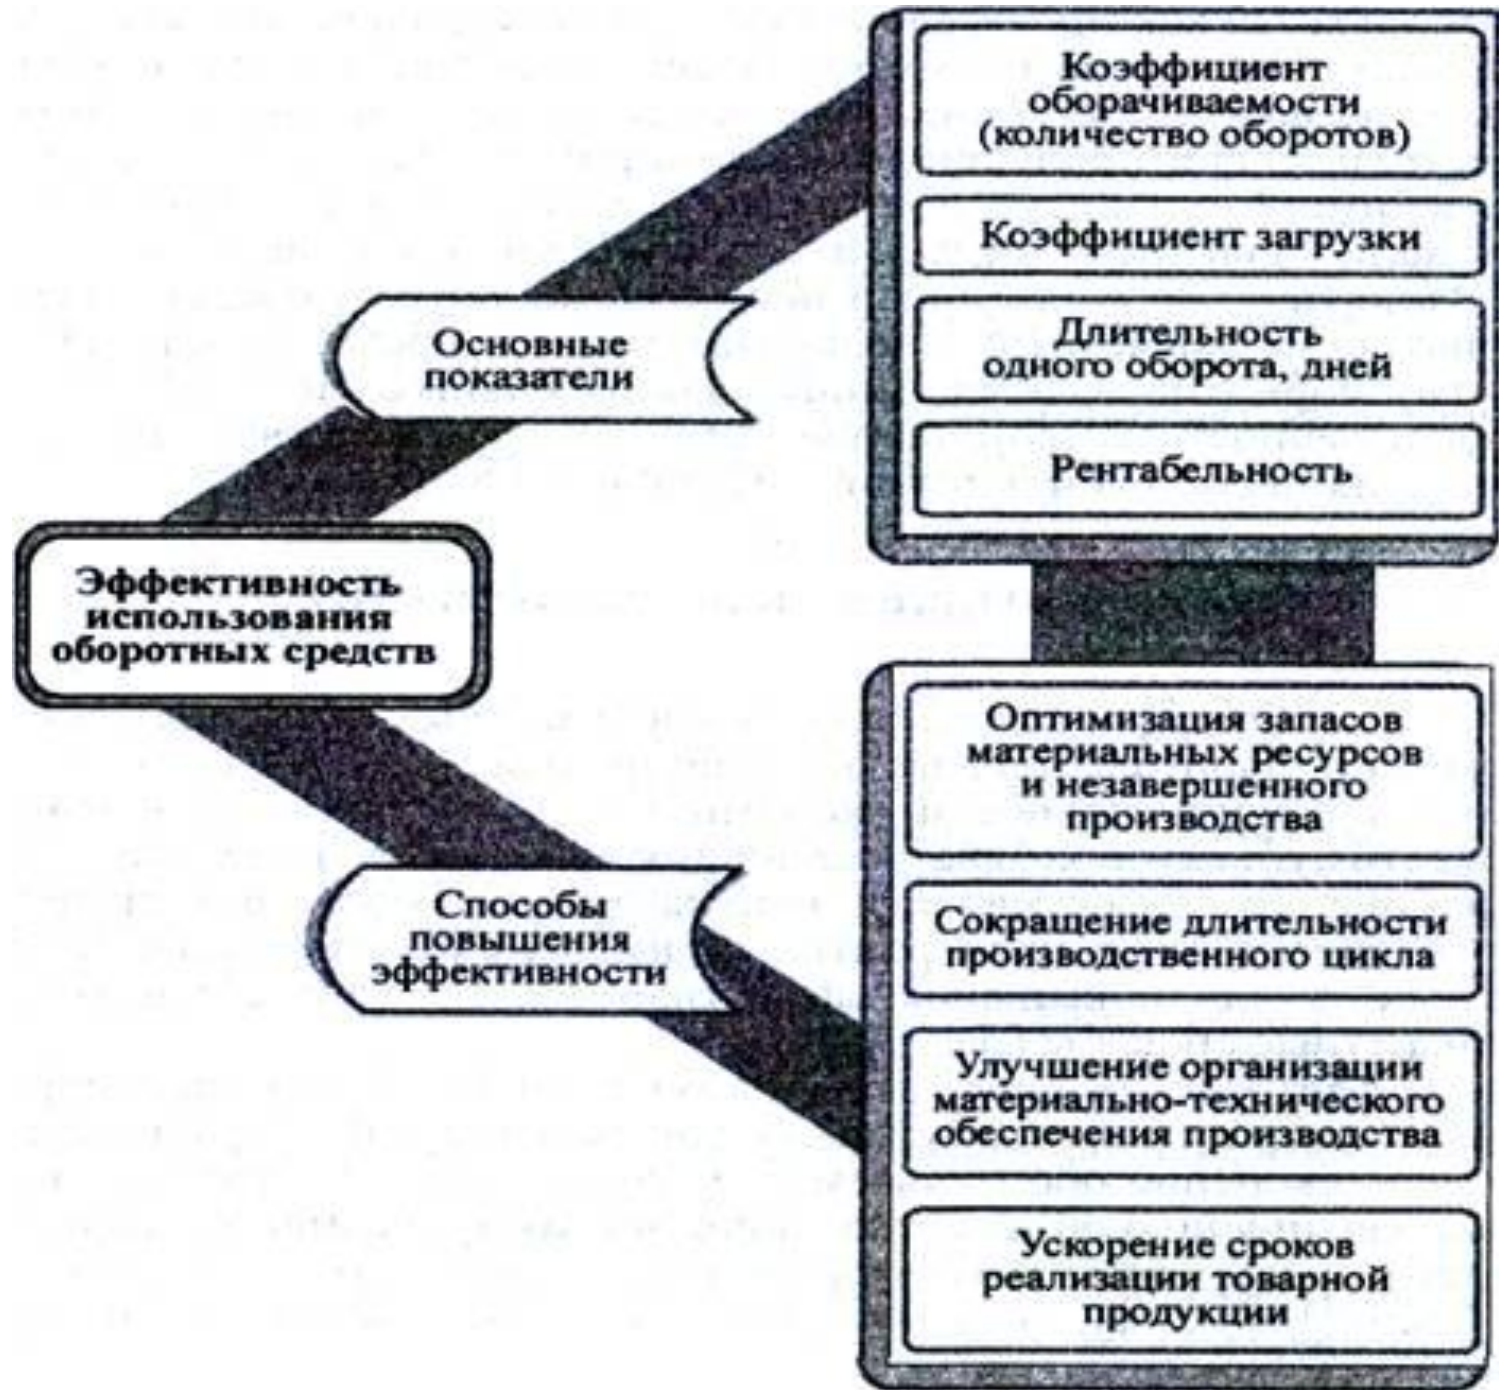 Коэффициент
оборачиваемости
(количество оборотов)
Коэффициент загрузки
Длительность
одного оборота, дней
Рентабельность
Основные
показатели
Эффективность
использования
оборотных средств
Способы
повышения
эффективности
Оптимизация запасов
материальных ресурсов
и незавершенного
производства
Сокращение длительности
производственного цикла
Улучшение организации
материально-технического
обеспечения производства
Ускорение сроков
реализации товарной
продукции